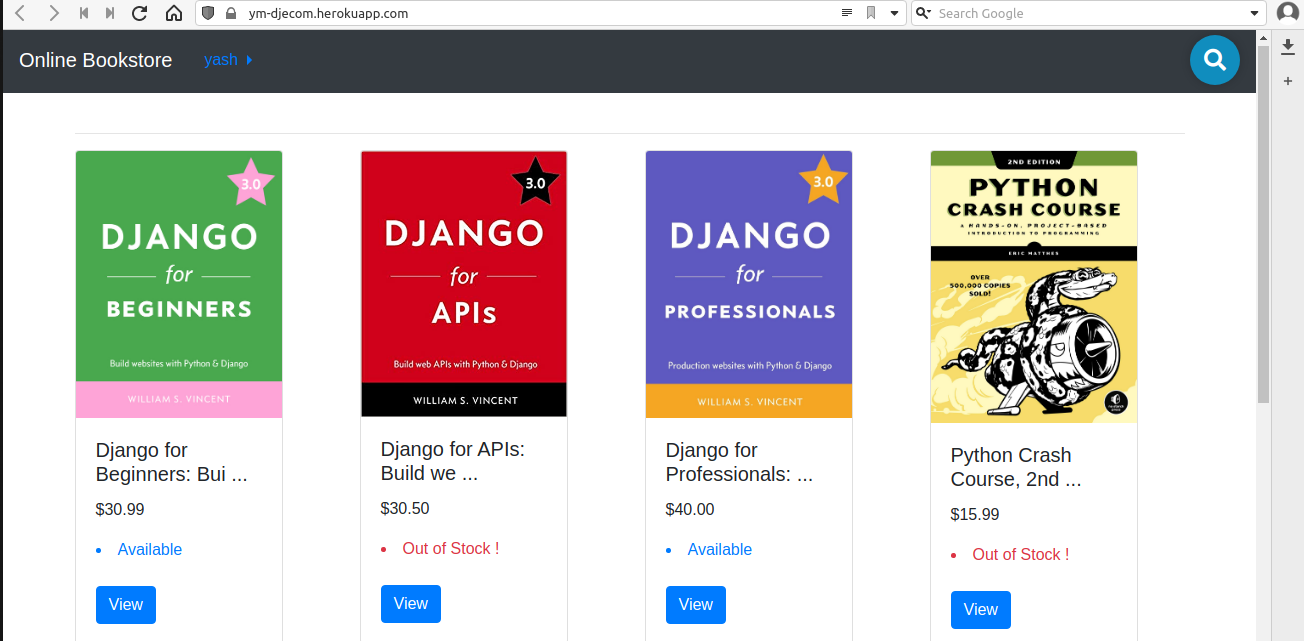 ym-djecom.herokuapp.com
Search Google
Online Bookstore
yash
3.0
DJANGO
for
BEGINNERS
Build websites with Python & Django
WILLIAM S. VINCENT
Django for
Beginners: Bui ...
$30.99
Available
View
3.0
DJANGO
for
APIs
Build web APIs with Python & Django
WILLIAM S. VINCENT
Django for APIs:
Build we ...
$30.50
Out of Stock !
View
3.0
DJANGO
for
PROFESSIONALS
Production websites with Python & Django
WILLIAM S. VINCENT
Django for
Professionals: ...
$40.00
Available
View
2ND EDITION
PYTHON
CRASH COURSE
A HANDS-ON, PROJECT-BASED
INTRODUCTION TO PROGRAMMING
ERIC MATTHES
OVER
500,000 COPIES
SOLD!
Python Crash
Course, 2nd ...
$15.99
Out of Stock !
View